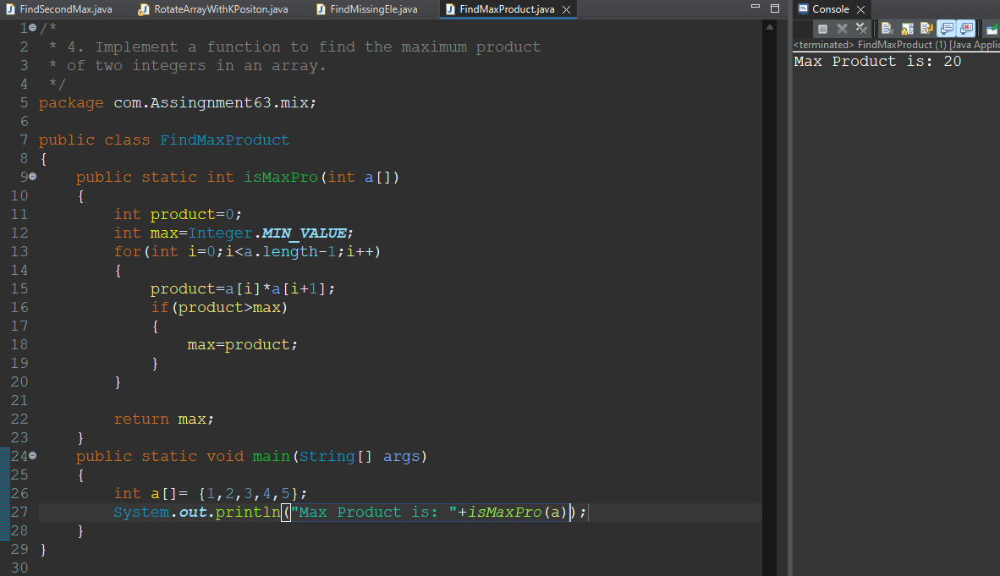 FindSecondMax.java RotateArrayWithKPositon.java FindMissingEle.java FindMaxProduct.java
1 /*
2  * 4. Implement a function to find the maximum product
3  * of two integers in an array.
4  */
5 package com.Assingnment63.mix;
6
7 public class FindMaxProduct
8 {
9     public static int isMaxPro(int a[])
10     {
11         int product=0;
12         int max=Integer.MIN_VALUE;
13         for(int i=0;i<a.length-1;i++)
14         {
15             product=a[i]*a[i+1];
16             if(product>max)
17             {
18                 max=product;
19             }
20         }
21
22         return max;
23     }
24     public static void main(String[] args)
25     {
26         int a[]= {1,2,3,4,5};
27         System.out.println("Max Product is: "+isMaxPro(a));
28     }
29 }
30
Console
<terminated> FindMaxProduct (1) [Java Applic
Max Product is: 20